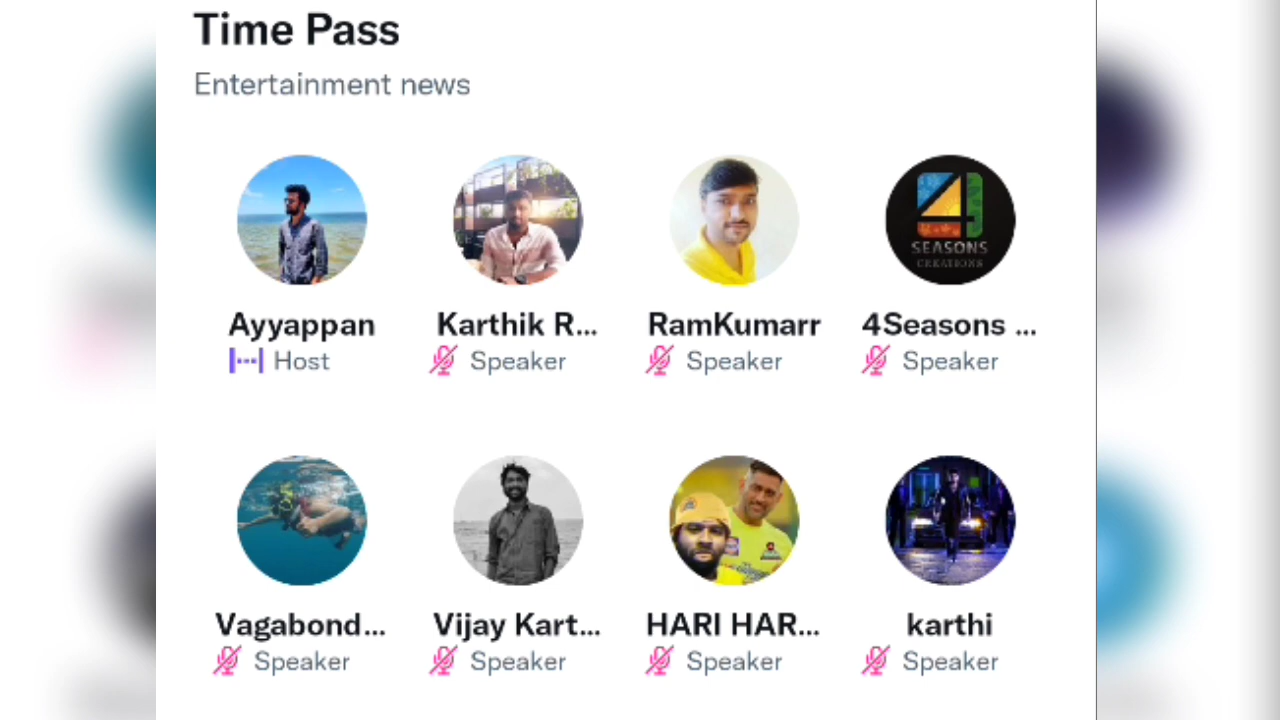 Time Pass
Entertainment news
4
SEASONS
CREATIONS
Ayyappan Karthik R... RamKumarr 4Seasons ...
Host Speaker Speaker Speaker
Vagabond... Vijay Kart... HARI HAR... karthi
Speaker Speaker Speaker Speaker